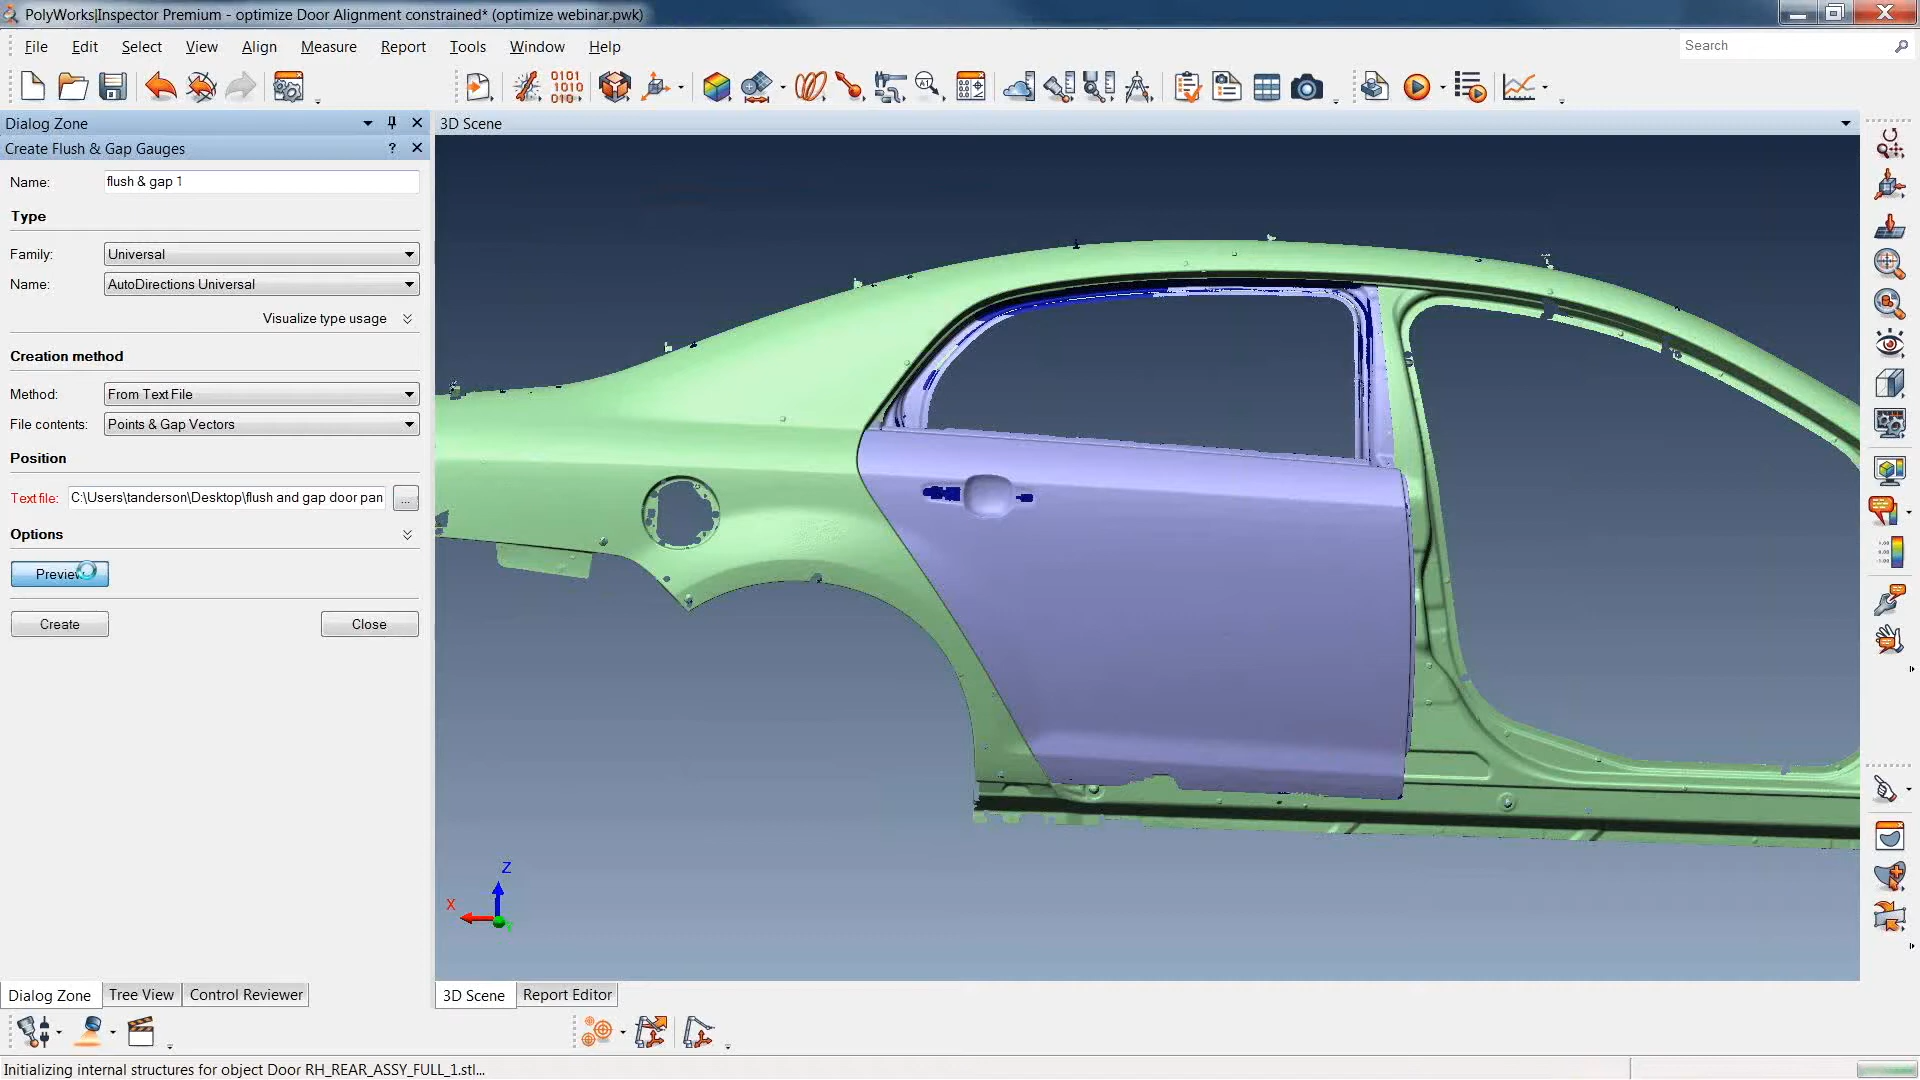 PolyWorks|Inspector Premium - optimize Door Alignment constrained* (optimize webinar.pwk)
File Edit Select View Align Measure Report Tools Window Help
Search
Dialog Zone
3D Scene
Create Flush & Gap Gauges
Name: flush & gap 1
Type
Family: Universal
Name: AutoDirections Universal
Visualize type usage
Creation method
Method: From Text File
File contents: Points & Gap Vectors
Position
Text file: C:\Users\tanderson\Desktop\flush and gap door pan ...
Options
Preview
Create Close
Z
X
Y
Dialog Zone Tree View Control Reviewer
3D Scene Report Editor
Initializing internal structures for object Door RH_REAR_ASSY_FULL_1.stl...